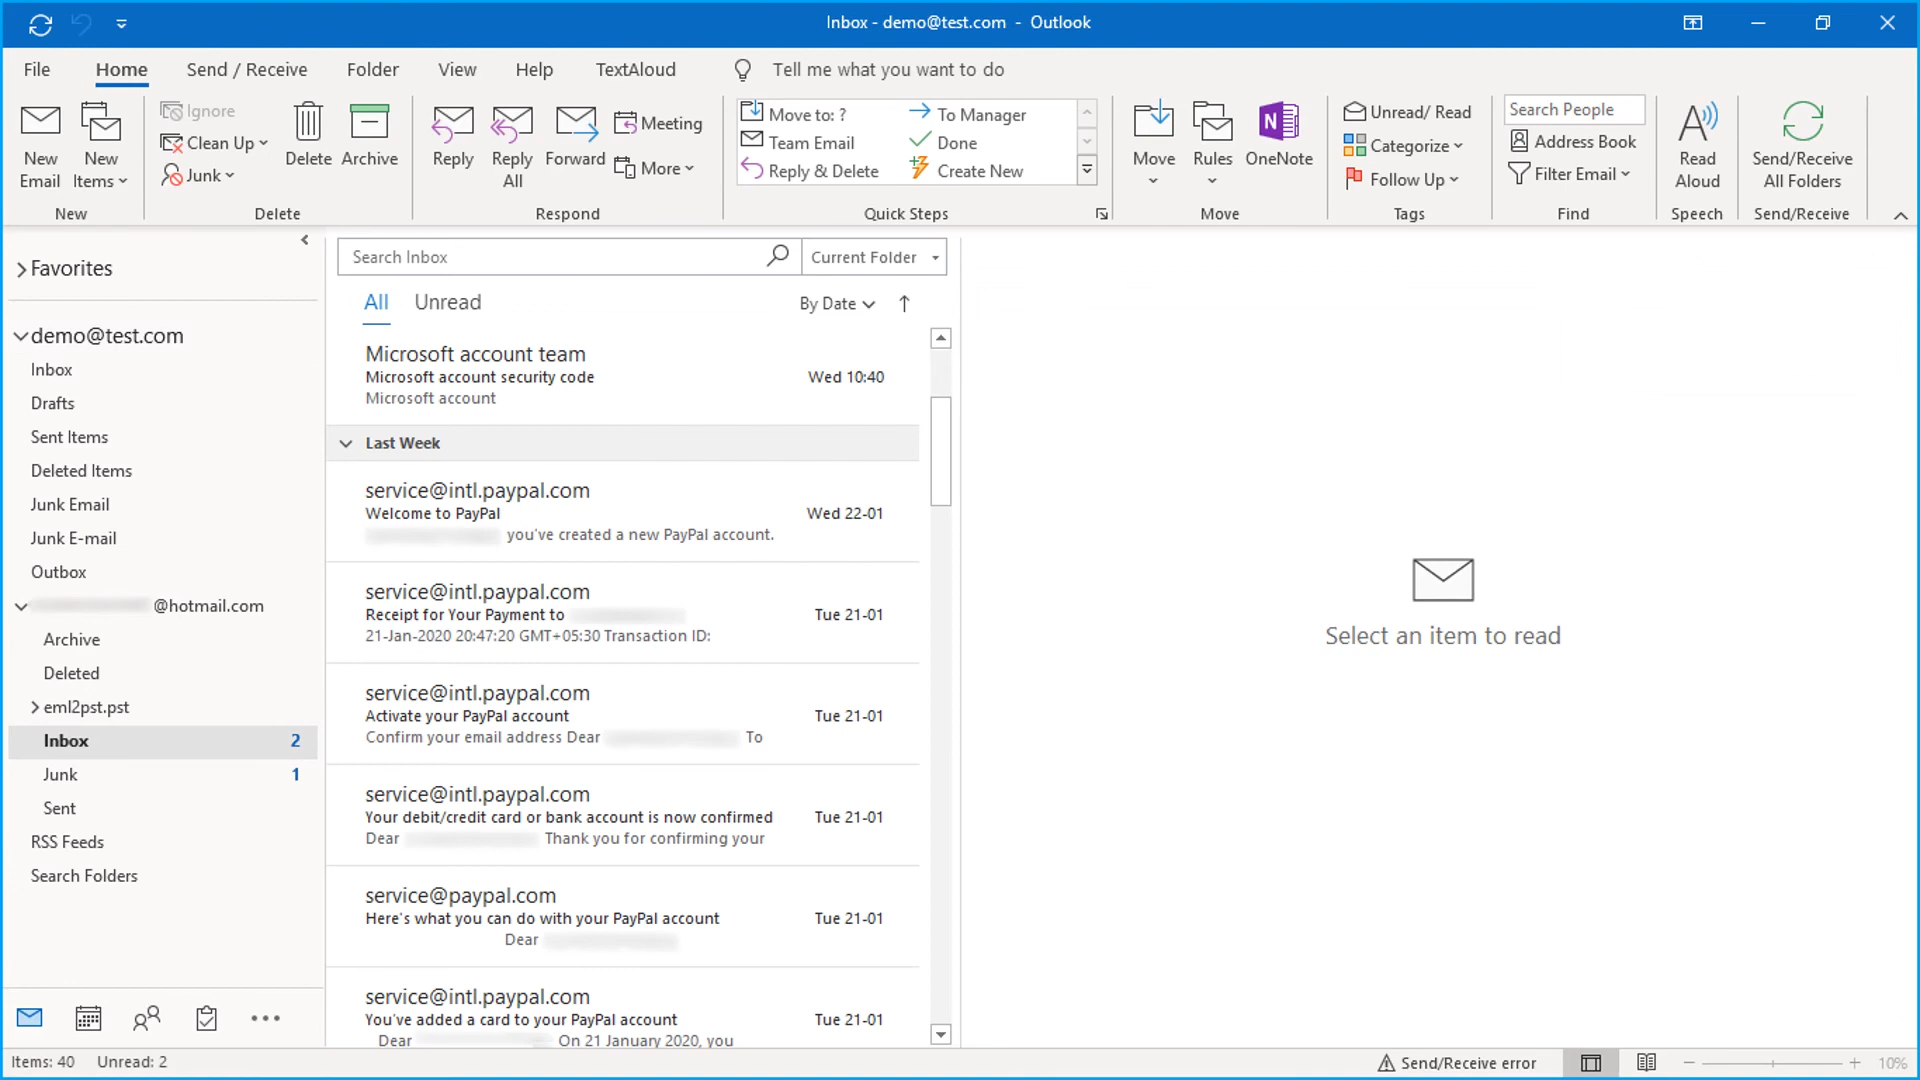 Inbox - demo@test.com - Outlook
File Home Send / Receive Folder View Help TextAloud Tell me what you want to do
New Email
New Items
New
Ignore
Clean Up
Junk
Delete
Archive
Delete
Reply
Reply All
Forward
Meeting
More
Respond
Move to: ?
Team Email
Reply & Delete
To Manager
Done
Create New
Quick Steps
Move
Rules
OneNote
Move
Unread/ Read
Categorize
Follow Up
Tags
Search People
Address Book
Filter Email
Find
Read Aloud
Speech
Send/Receive All Folders
Send/Receive
Favorites
demo@test.com
Inbox
Drafts
Sent Items
Deleted Items
Junk Email
Junk E-mail
Outbox
@hotmail.com
Archive
Deleted
eml2pst.pst
Inbox 2
Junk 1
Sent
RSS Feeds
Search Folders
Search Inbox
Current Folder
All Unread By Date
Microsoft account team
Microsoft account security code Wed 10:40
Microsoft account
Last Week
service@intl.paypal.com
Welcome to PayPal Wed 22-01
you've created a new PayPal account.
service@intl.paypal.com
Receipt for Your Payment to Tue 21-01
21-Jan-2020 20:47:20 GMT+05:30 Transaction ID:
service@intl.paypal.com
Activate your PayPal account Tue 21-01
Confirm your email address Dear To
service@intl.paypal.com
Your debit/credit card or bank account is now confirmed Tue 21-01
Dear Thank you for confirming your
service@paypal.com
Here's what you can do with your PayPal account Tue 21-01
Dear
service@intl.paypal.com
You've added a card to your PayPal account Tue 21-01
Dear On 21 January 2020, you
Select an item to read
Items: 40 Unread: 2
Send/Receive error
10%